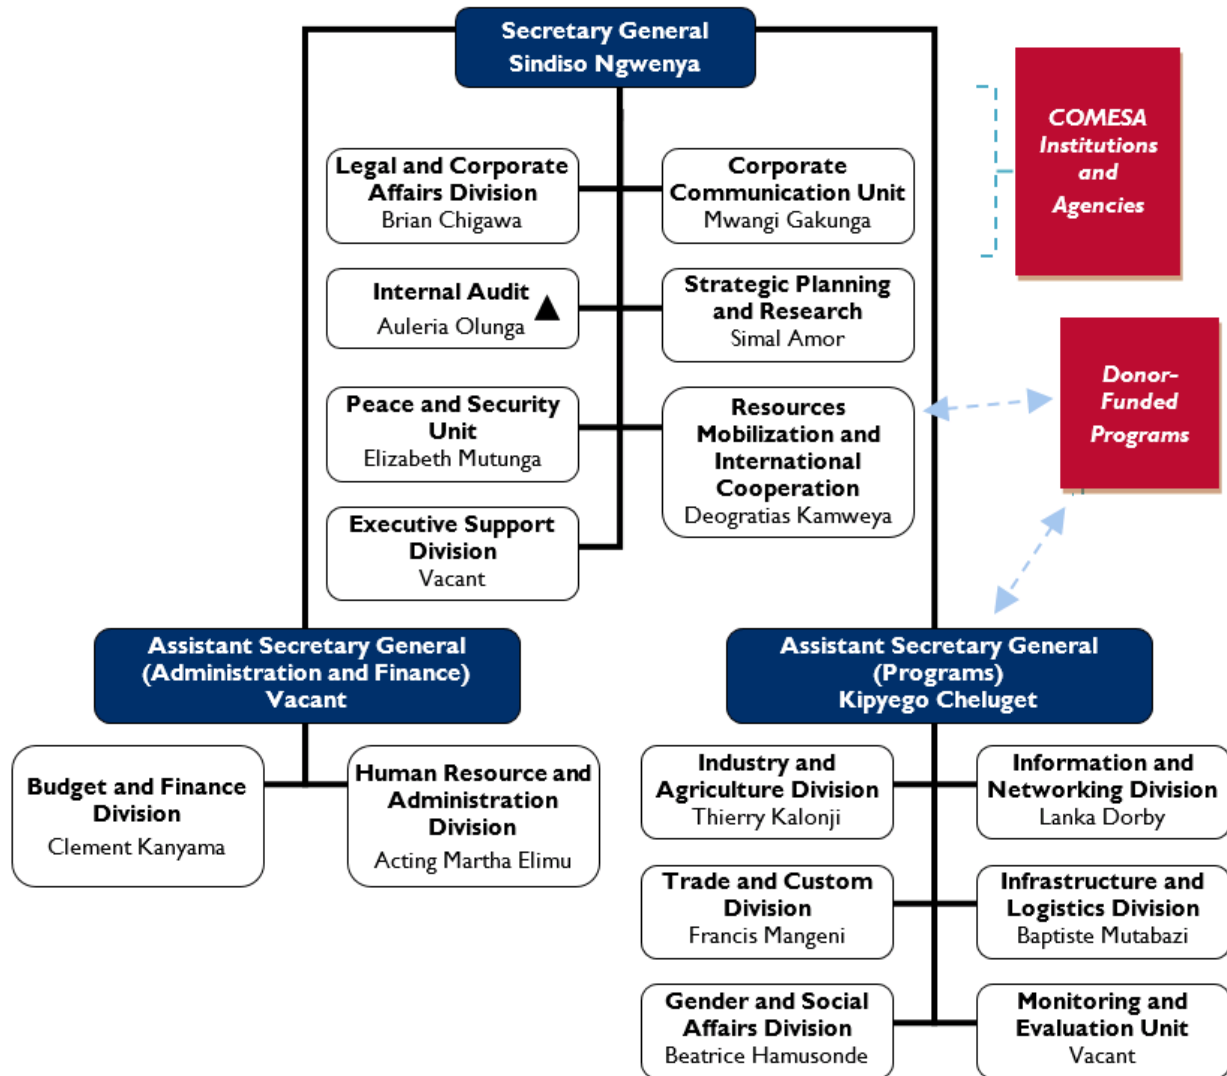 Secretary General
Sindiso Ngwenya
COMESA
Institutions
and
Agencies
Legal and Corporate
Affairs Division
Brian Chigawa
Corporate
Communication Unit
Mwangi Gakunga
Internal Audit
Auleria Olunga
Strategic Planning
and Research
Simal Amor
Donor-
Funded
Programs
Peace and Security
Unit
Elizabeth Mutunga
Resources
Mobilization and
International
Cooperation
Deogratias Kamweya
Executive Support
Division
Vacant
Assistant Secretary General
(Administration and Finance)
Vacant
Assistant Secretary General
(Programs)
Kipyego Cheluget
Budget and Finance
Division
Clement Kanyama
Human Resource and
Administration
Division
Acting Martha Elimu
Industry and
Agriculture Division
Thierry Kalonji
Information and
Networking Division
Lanka Dorby
Trade and Custom
Division
Francis Mangeni
Infrastructure and
Logistics Division
Baptiste Mutabazi
Gender and Social
Affairs Division
Beatrice Hamusonde
Monitoring and
Evaluation Unit
Vacant